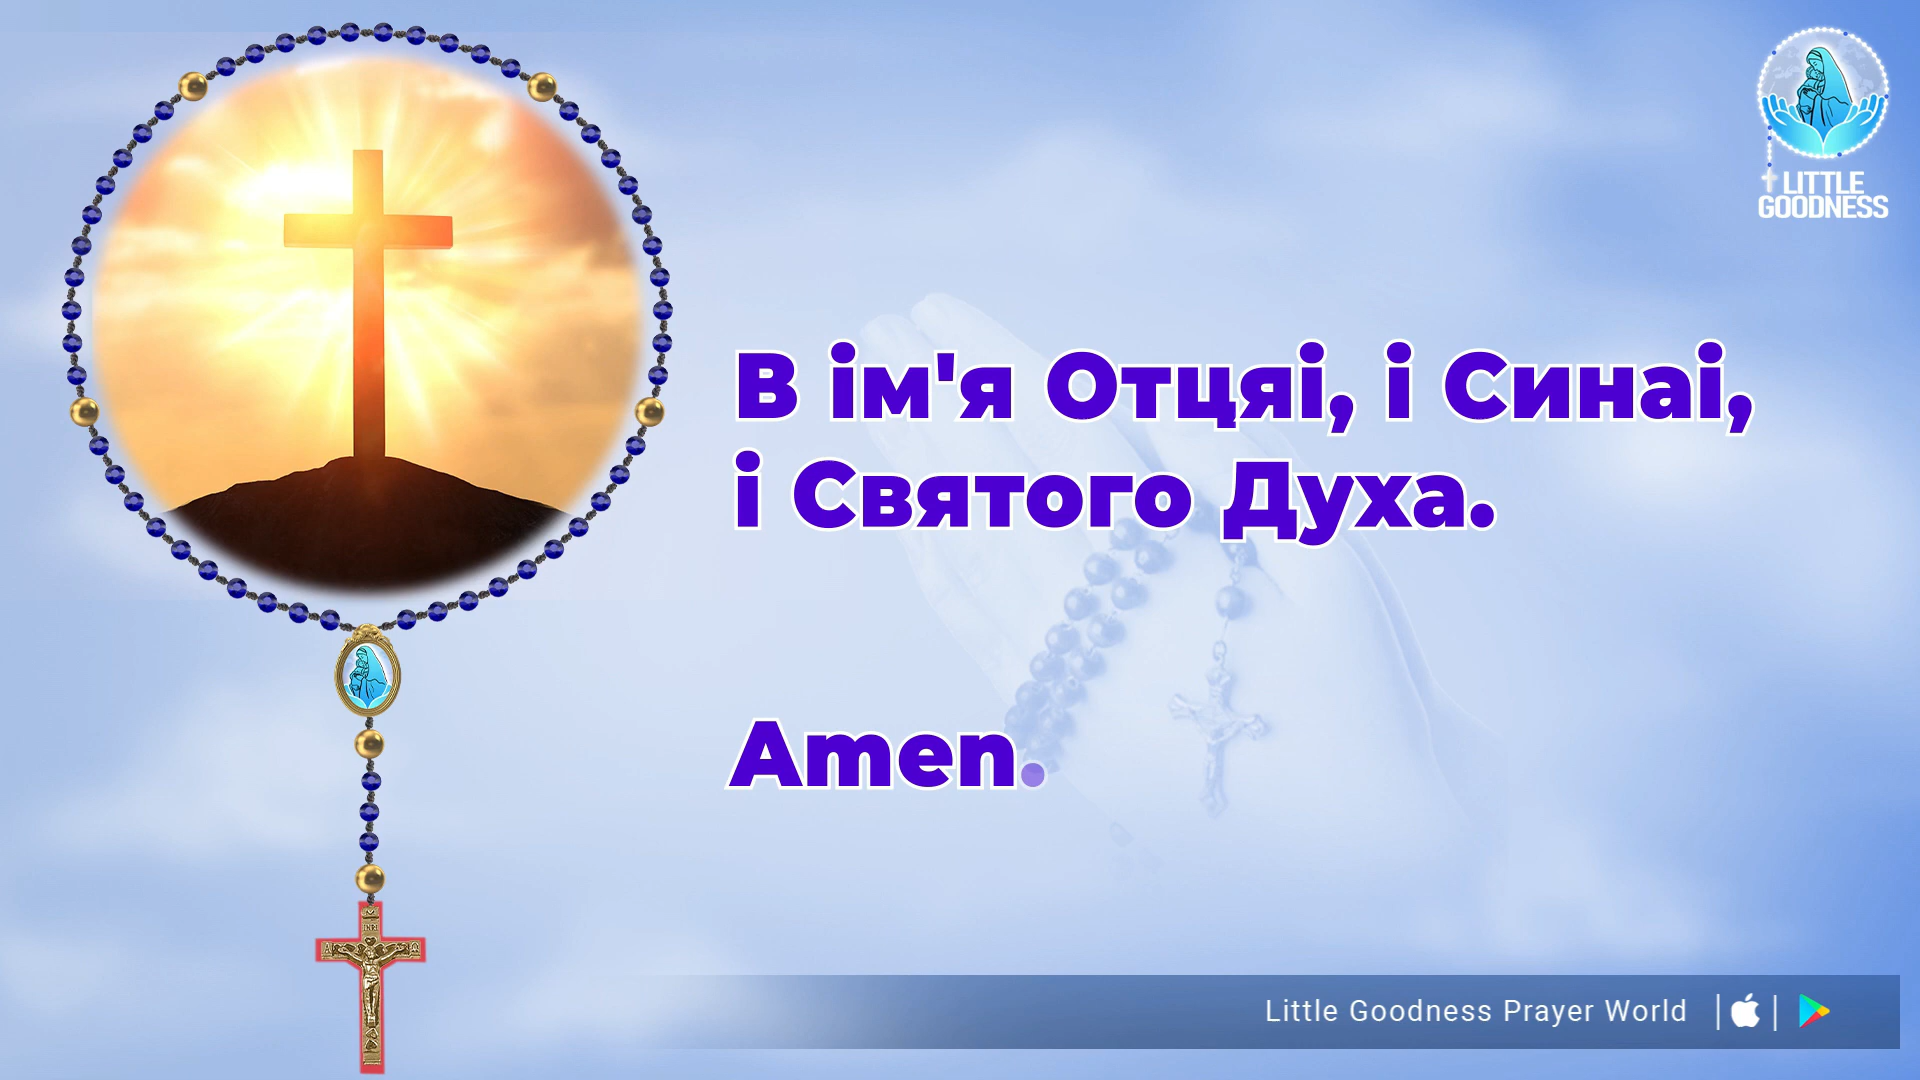 LITTLE
GOODNESS
В ім'я Отцяі, і Синаі,
і Святого Духа.
Amen.
INRI
Α Ω
Little Goodness Prayer World